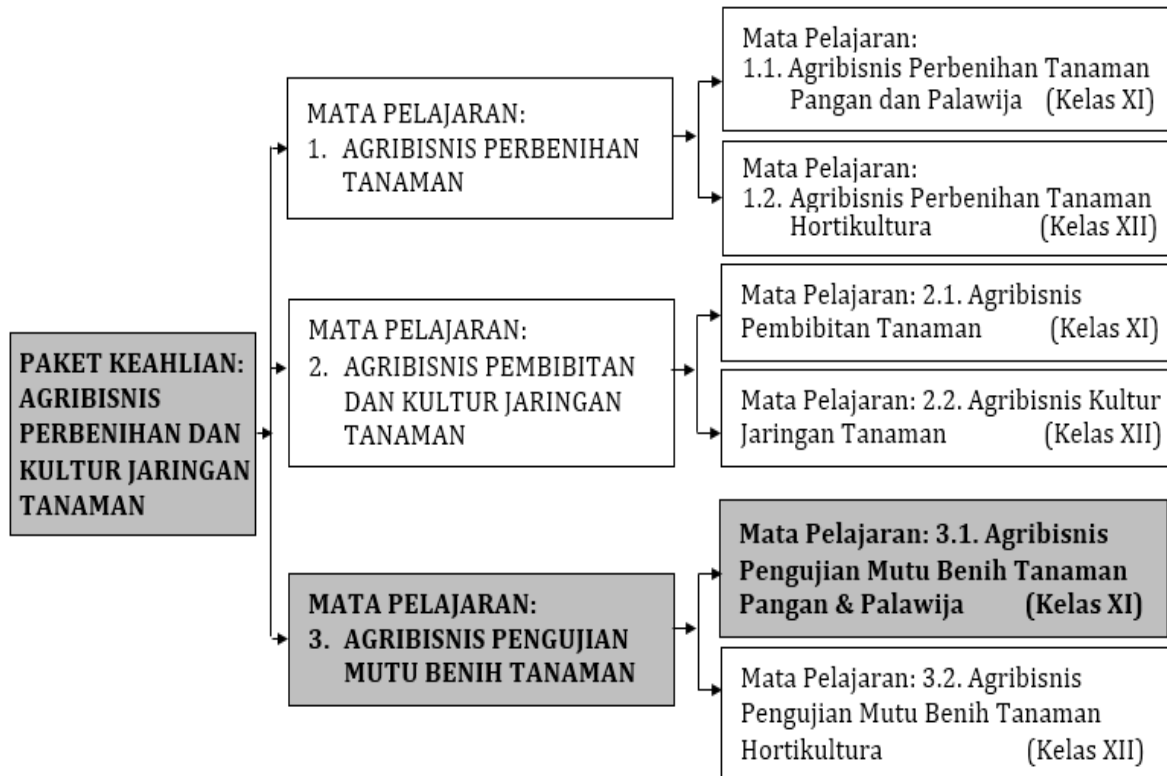 PAKET KEAHLIAN:
AGRIBISNIS
PERBENIHAN DAN
KULTUR JARINGAN
TANAMAN
MATA PELAJARAN:
1. AGRIBISNIS PERBENIHAN
TANAMAN
Mata Pelajaran:
1.1. Agribisnis Perbenihan Tanaman
Pangan dan Palawija (Kelas XI)
Mata Pelajaran:
1.2. Agribisnis Perbenihan Tanaman
Hortikultura (Kelas XII)
MATA PELAJARAN:
2. AGRIBISNIS PEMBIBITAN
DAN KULTUR JARINGAN
TANAMAN
Mata Pelajaran: 2.1. Agribisnis
Pembibitan Tanaman (Kelas XI)
Mata Pelajaran: 2.2. Agribisnis Kultur
Jaringan Tanaman (Kelas XII)
MATA PELAJARAN:
3. AGRIBISNIS PENGUJIAN
MUTU BENIH TANAMAN
Mata Pelajaran: 3.1. Agribisnis
Pengujian Mutu Benih Tanaman
Pangan & Palawija (Kelas XI)
Mata Pelajaran: 3.2. Agribisnis
Pengujian Mutu Benih Tanaman
Hortikultura (Kelas XII)